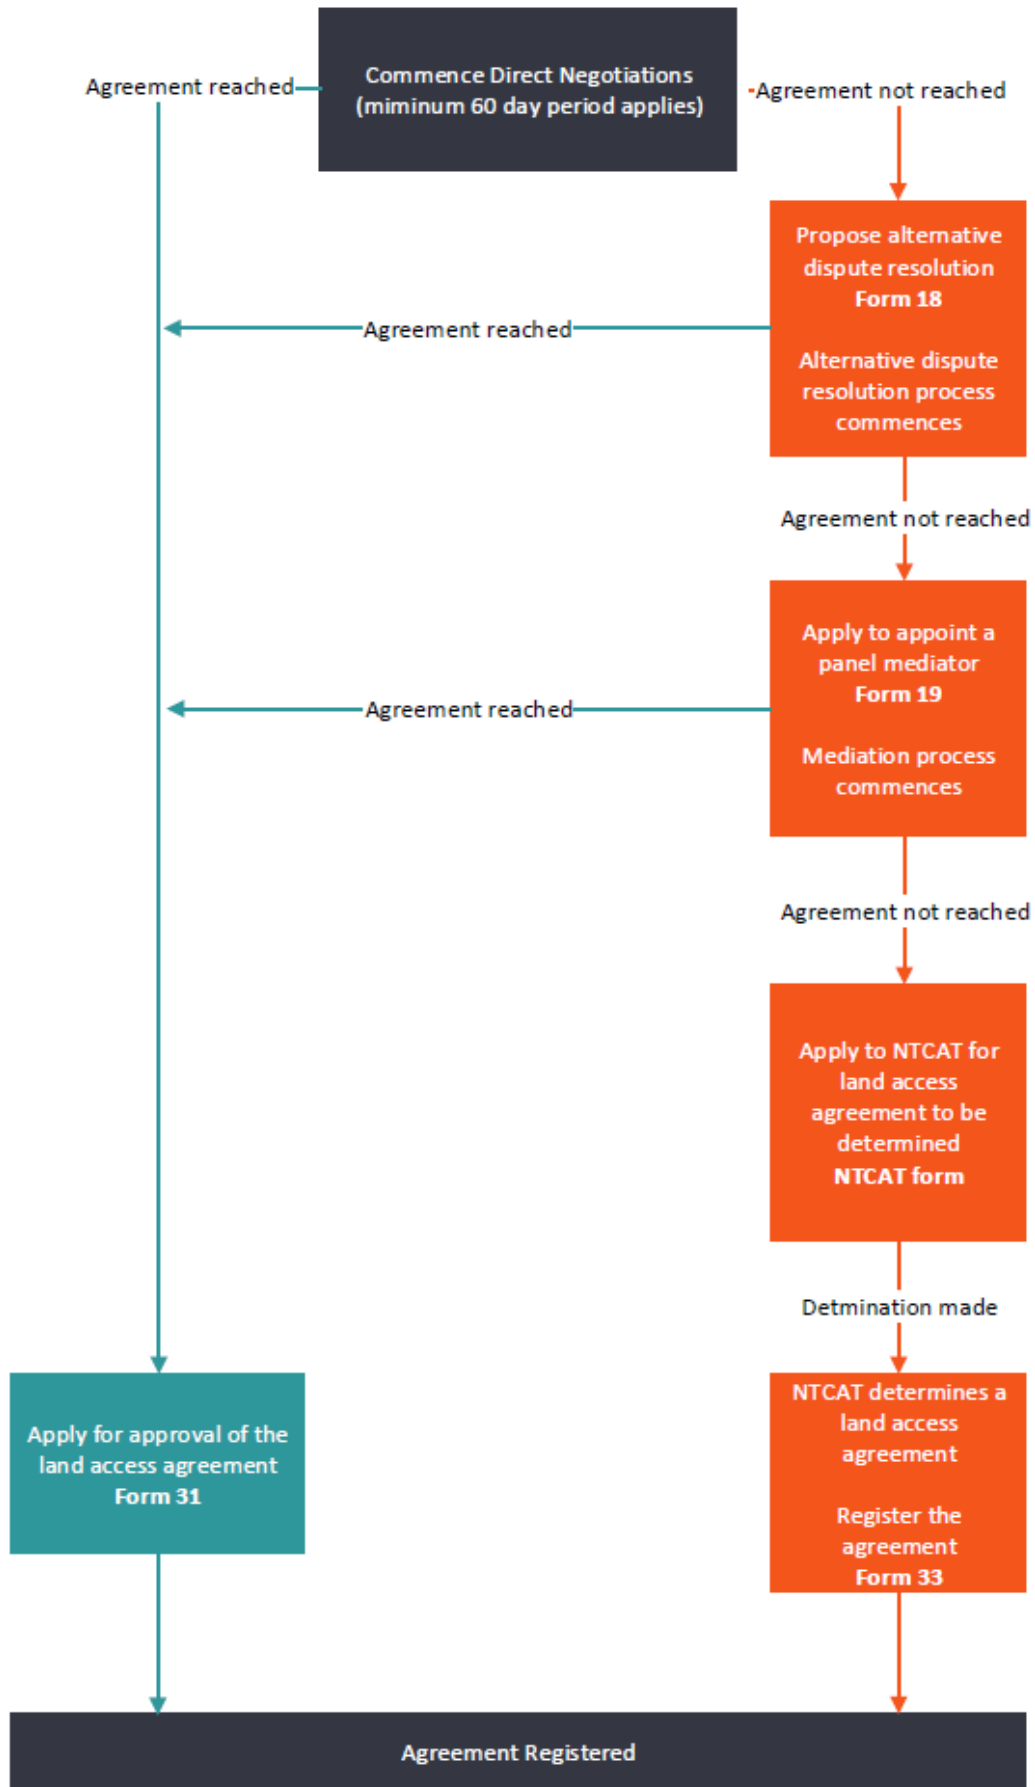 Commence Direct Negotiations
(miminum 60 day period applies)
Agreement reached
Agreement not reached
Propose alternative
dispute resolution
Form 18
Alternative dispute
resolution process
commences
Agreement reached
Agreement not reached
Apply to appoint a
panel mediator
Form 19
Mediation process
commences
Agreement reached
Agreement not reached
Apply to NTCAT for
land access
agreement to be
determined
NTCAT form
Detmination made
Apply for approval of the
land access agreement
Form 31
NTCAT determines a
land access
agreement
Register the
agreement
Form 33
Agreement Registered